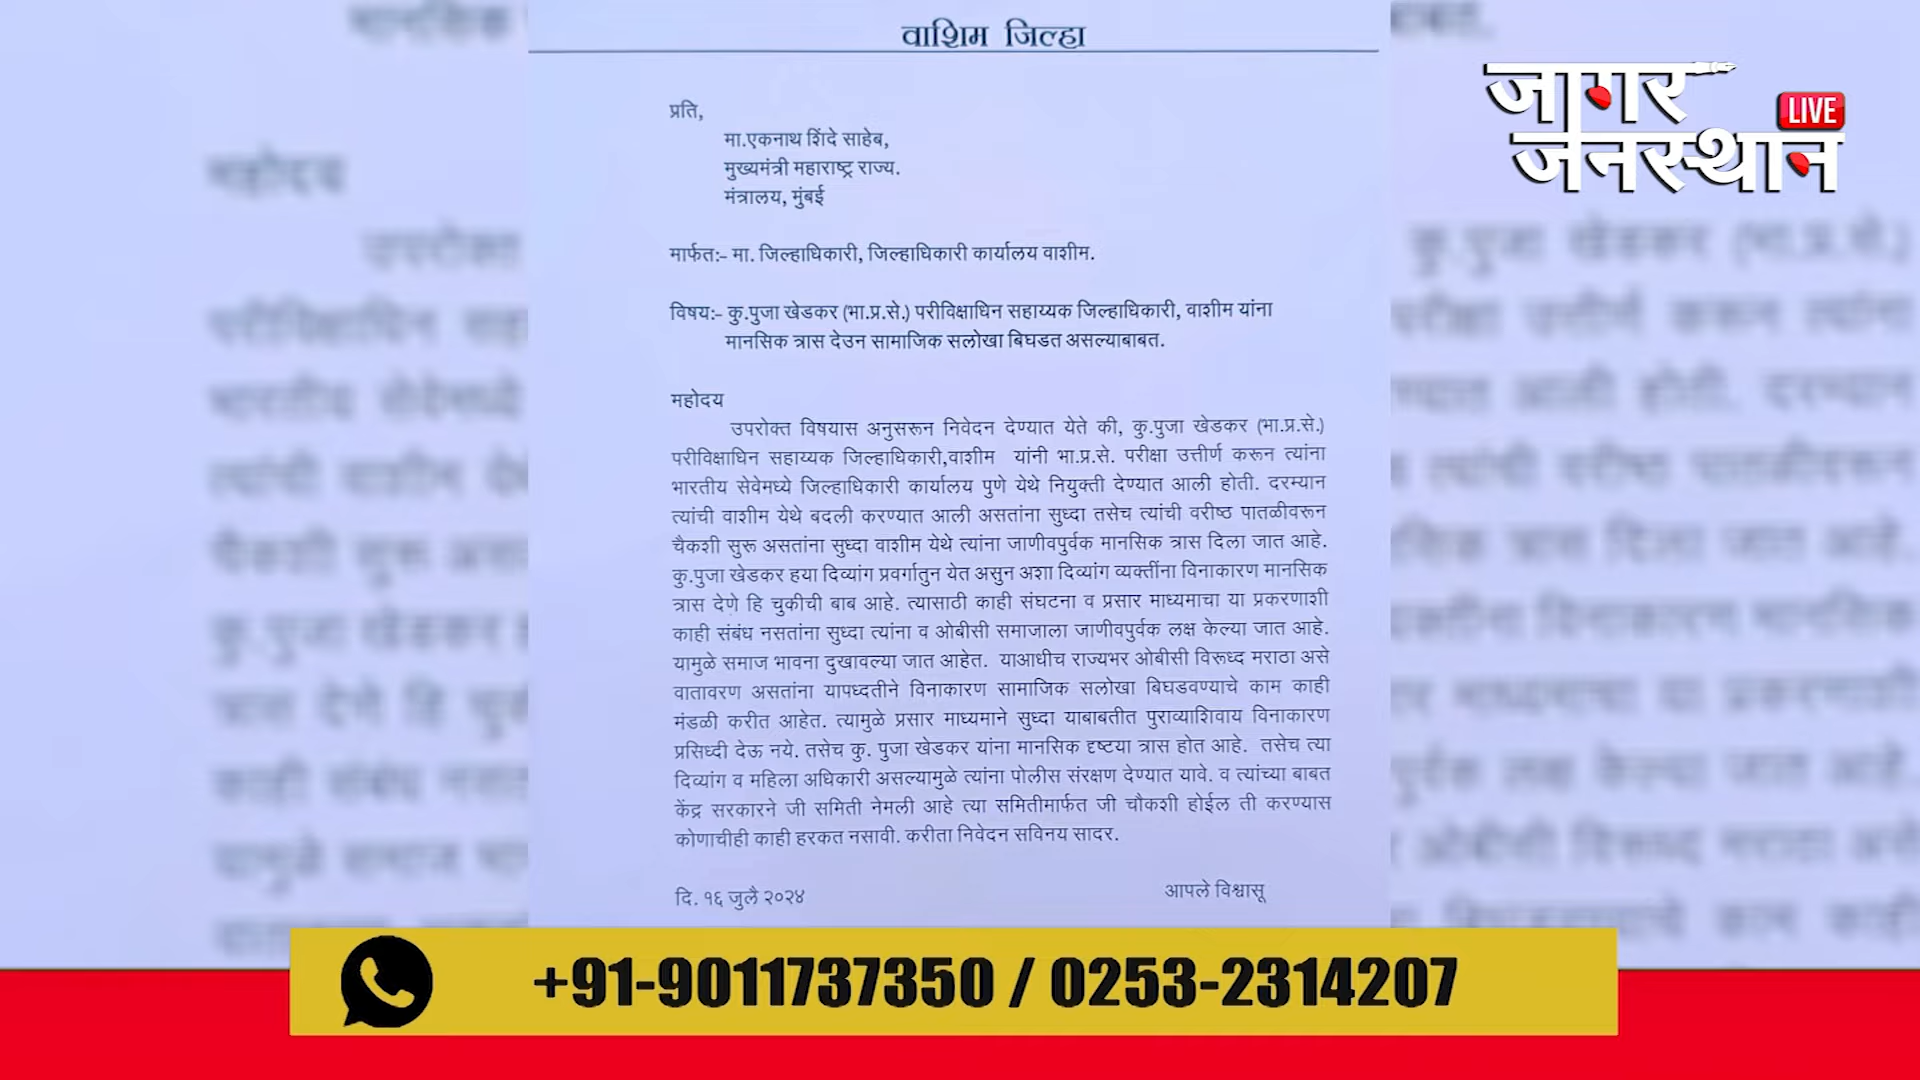 वाशिम जिल्हा
जागर
जनस्थान
LIVE
प्रति,
मा.एकनाथ शिंदे साहेब,
मुख्यमंत्री महाराष्ट्र राज्य.
मंत्रालय, मुंबई
मार्फत:- मा. जिल्हाधिकारी, जिल्हाधिकारी कार्यालय वाशीम.
विषय:- कु.पुजा खेडकर (भा.प्र.से.) परीविक्षाधिन सहाय्यक जिल्हाधिकारी, वाशीम यांना
मानसिक त्रास देउन सामाजिक सलोखा बिघडत असल्याबाबत.
महोदय
उपरोक्त विषयास अनुसरून निवेदन देण्यात येते की, कु.पुजा खेडकर (भा.प्र.से.)
परीविक्षाधिन सहाय्यक जिल्हाधिकारी,वाशीम यांनी भा.प्र.से. परीक्षा उत्तीर्ण करून त्यांना
भारतीय सेवेमध्ये जिल्हाधिकारी कार्यालय पुणे येथे नियुक्ती देण्यात आली होती. दरम्यान
त्यांची वाशीम येथे बदली करण्यात आली असतांना सुध्दा तसेच त्यांची वरीष्ठ पातळीवरून
चैकशी सुरू असतांना सुध्दा वाशीम येथे त्यांना जाणीवपुर्वक मानसिक त्रास दिला जात आहे.
कु.पुजा खेडकर हया दिव्यांग प्रवर्गातुन येत असुन अशा दिव्यांग व्यक्तींना विनाकारण मानसिक
त्रास देणे हि चुकीची बाब आहे. त्यासाठी काही संघटना व प्रसार माध्यमाचा या प्रकरणाशी
काही संबंध नसतांना सुध्दा त्यांना व ओबीसी समाजाला जाणीवपुर्वक लक्ष केल्या जात आहे.
यामुळे समाज भावना दुखावल्या जात आहेत. याआधीच राज्यभर ओबीसी विरूध्द मराठा असे
वातावरण असतांना यापध्दतीने विनाकारण सामाजिक सलोखा बिघडवण्याचे काम काही
मंडळी करीत आहेत. त्यामुळे प्रसार माध्यमाने सुध्दा याबाबतीत पुराव्याशिवाय विनाकारण
प्रसिध्दी देऊ नये. तसेच कु. पुजा खेडकर यांना मानसिक दृष्टया त्रास होत आहे. तसेच त्या
दिव्यांग व महिला अधिकारी असल्यामुळे त्यांना पोलीस संरक्षण देण्यात यावे. व त्यांच्या बाबत
केंद्र सरकारने जी समिती नेमली आहे त्या समितीमार्फत जी चौकशी होईल ती करण्यास
कोणाचीही काही हरकत नसावी. करीता निवेदन सविनय सादर.
दि. १६ जुलै २०२४
आपले विश्वासू
+91-9011737350 / 0253-2314207